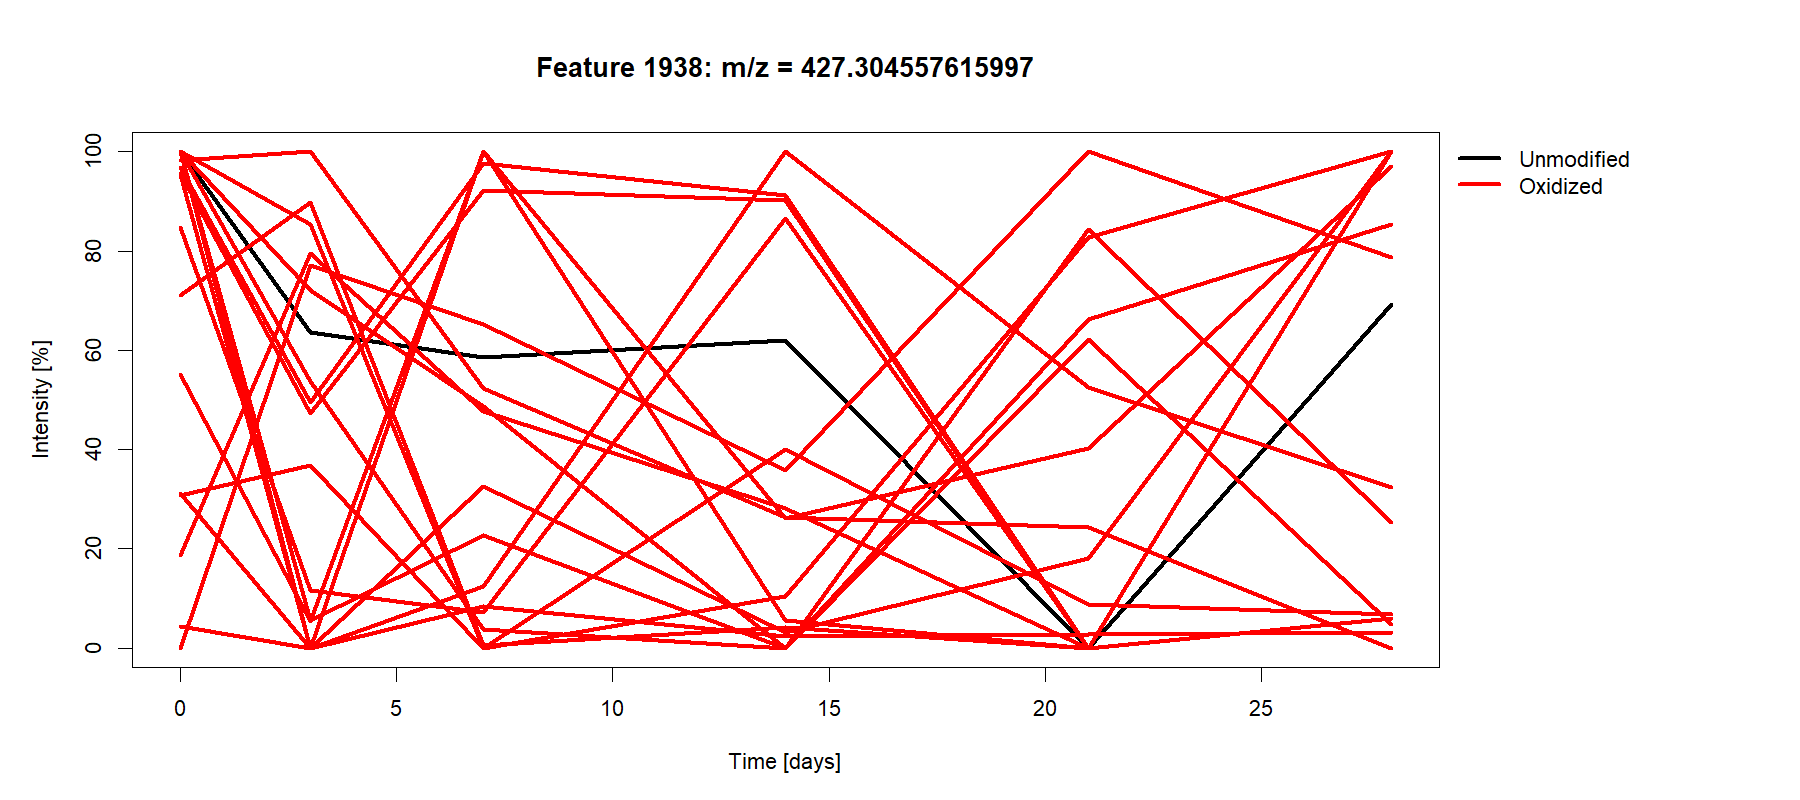 Feature 1938: m/z = 427.304557615997
Unmodified
Oxidized
Intensity [%]
100
80
60
40
20
0
0 5 10 15 20 25
Time [days]